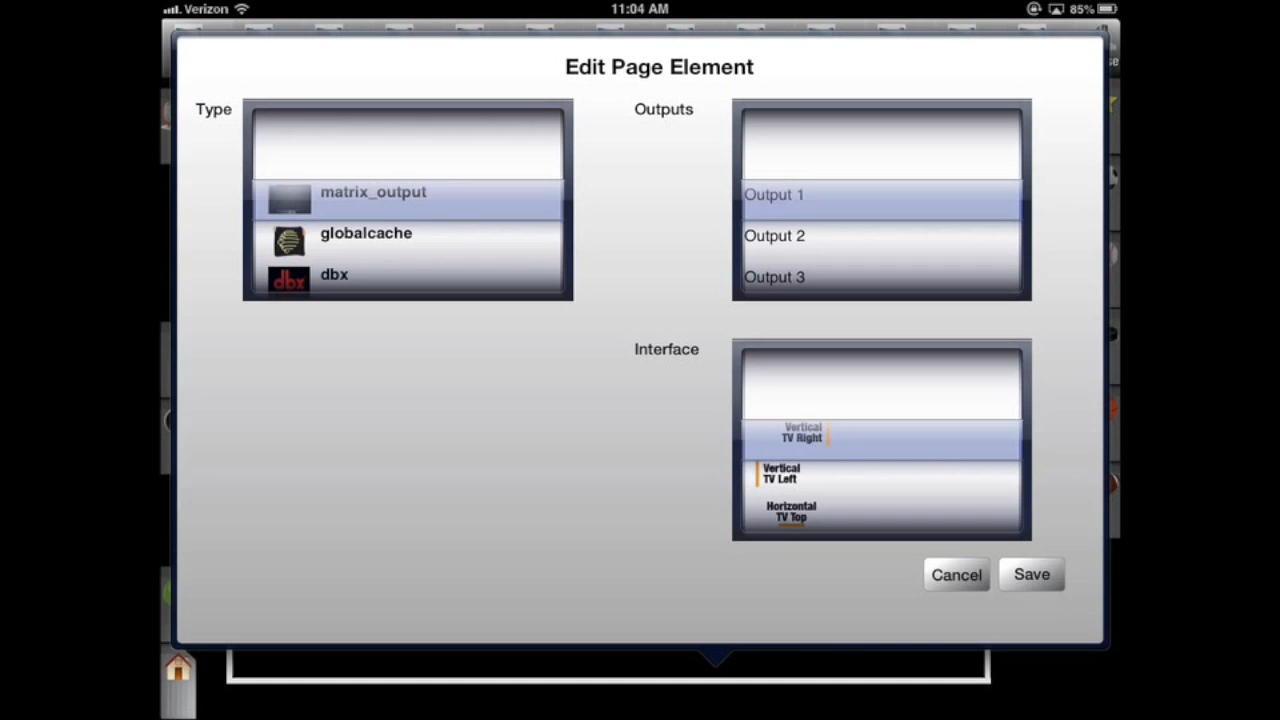 Verizon
11:04 AM
85%
se
Edit Page Element
Type
matrix_output
globalcache
dbx
dbx
Outputs
Output 1
Output 2
Output 3
Interface
Vertical
TV Right
Vertical
TV Left
Horizontal
TV Top
Cancel
Save